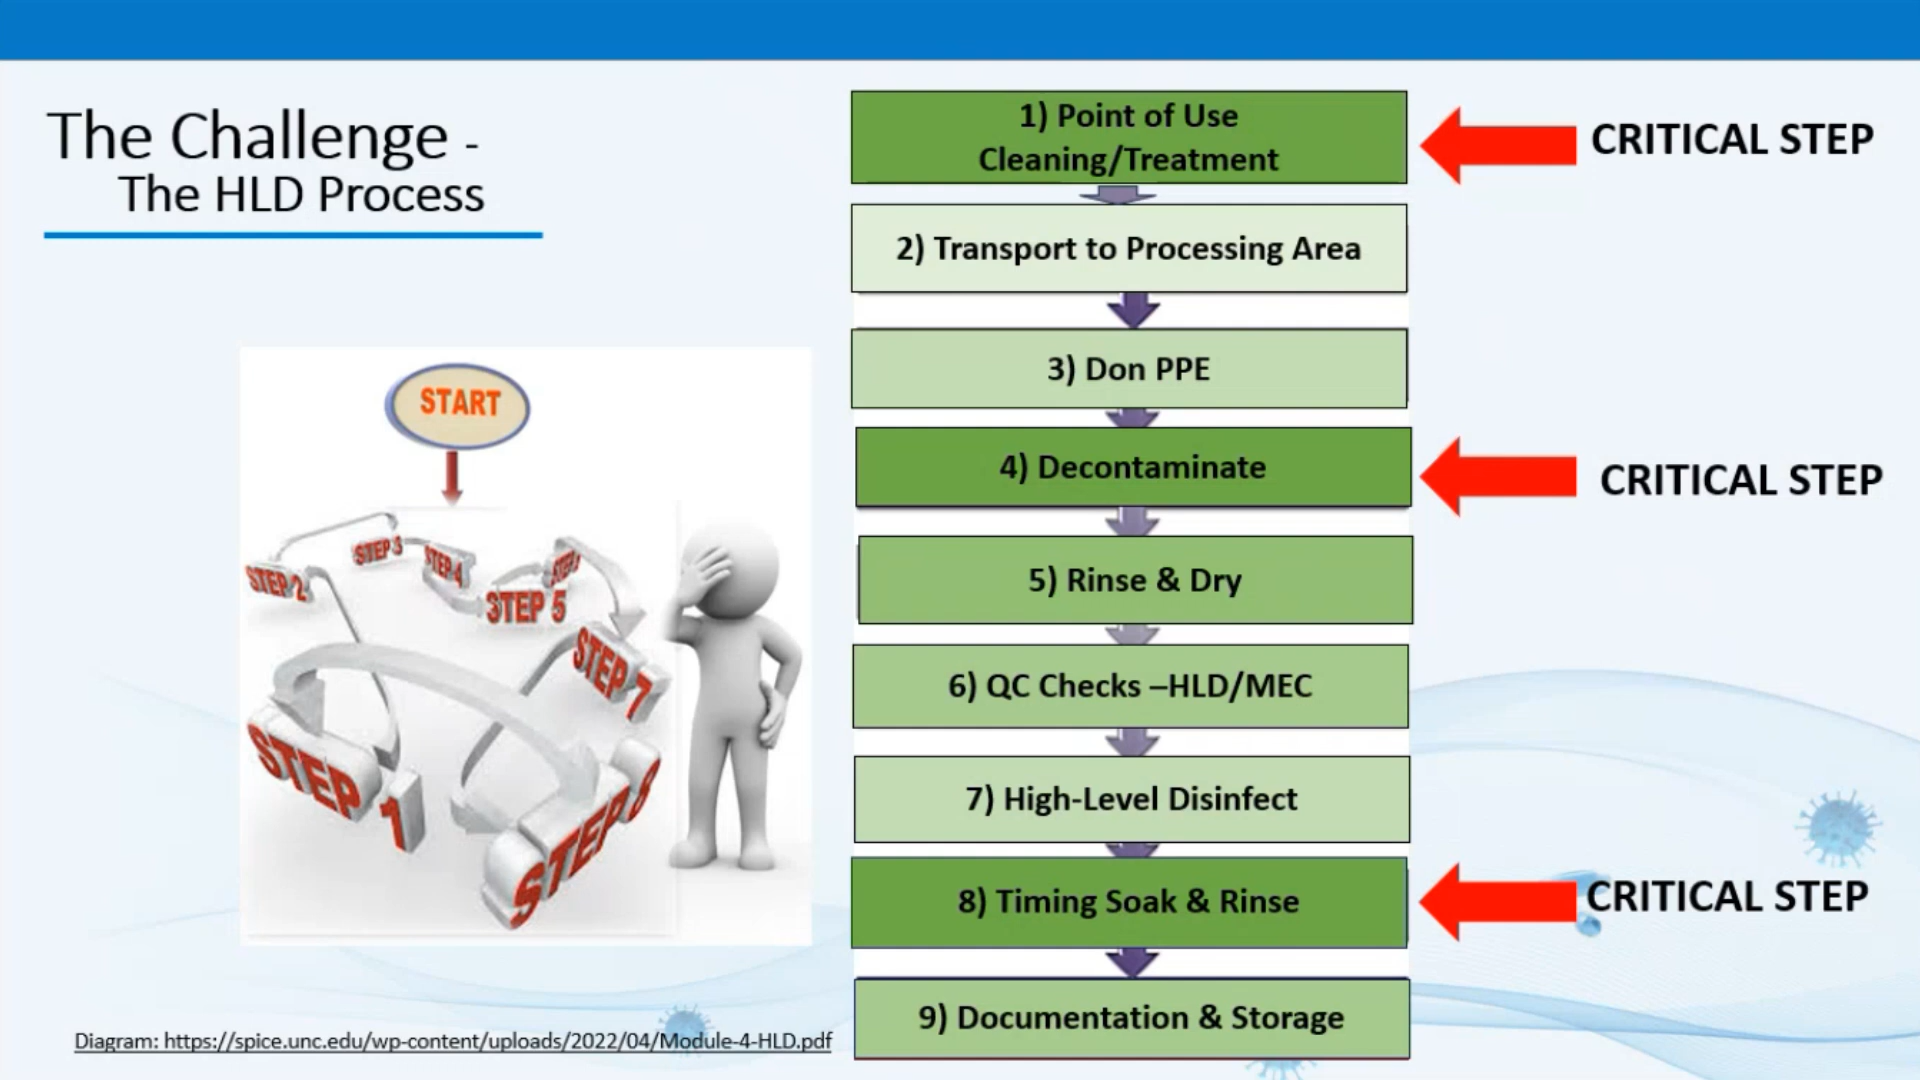 The Challenge -
The HLD Process
START
STEP 3
STEP 4
STEP 2
STEP 5
STEP 7
STEP 1
STEP 8
1) Point of Use
Cleaning/Treatment
CRITICAL STEP
2) Transport to Processing Area
3) Don PPE
4) Decontaminate
CRITICAL STEP
5) Rinse & Dry
6) QC Checks –HLD/MEC
7) High-Level Disinfect
8) Timing Soak & Rinse
CRITICAL STEP
9) Documentation & Storage
Diagram: https://spice.unc.edu/wp-content/uploads/2022/04/Module-4-HLD.pdf